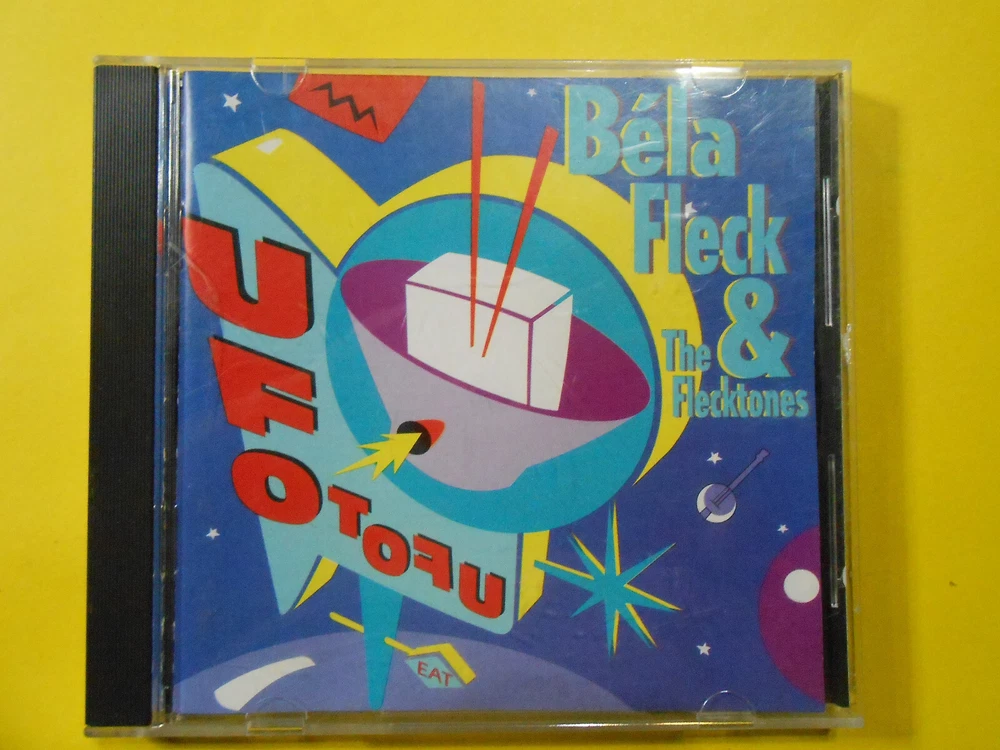 Béla
Fleck
&
The
Flecktones
UFO
TOFU
EAT